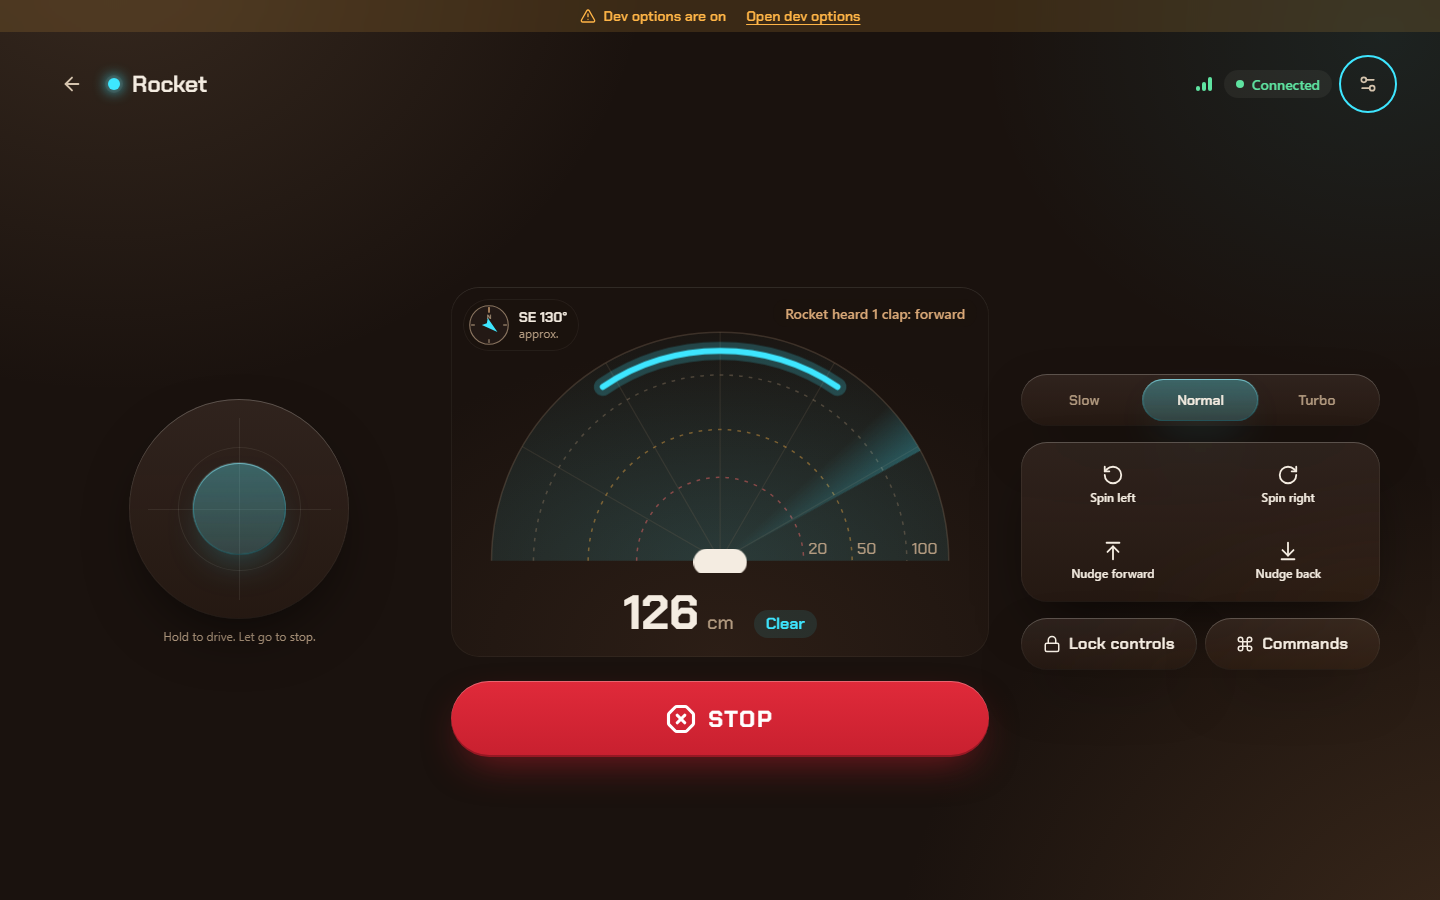 Dev options are on Open dev options
Rocket
Connected
N
SE 130°
approx.
Rocket heard 1 clap: forward
20 50 100
126 cm Clear
STOP
Hold to drive. Let go to stop.
Slow Normal Turbo
Spin left Spin right
Nudge forward Nudge back
Lock controls Commands